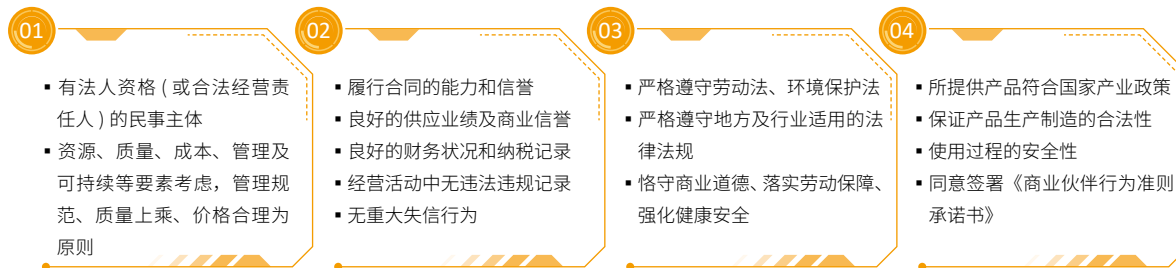 01
▪ 有法人资格 ( 或合法经营责
任人 ) 的民事主体
▪ 资源、质量、成本、管理及
可持续等要素考虑，管理规
范、质量上乘、价格合理为
原则
02
▪ 履行合同的能力和信誉
▪ 良好的供应业绩及商业信誉
▪ 良好的财务状况和纳税记录
▪ 经营活动中无违法违规记录
▪ 无重大失信行为
03
▪ 严格遵守劳动法、环境保护法
▪ 严格遵守地方及行业适用的法
律法规
▪ 恪守商业道德、落实劳动保障、
强化健康安全
04
▪ 所提供产品符合国家产业政策
▪ 保证产品生产制造的合法性
▪ 使用过程的安全性
▪ 同意签署《商业伙伴行为准则
承诺书》